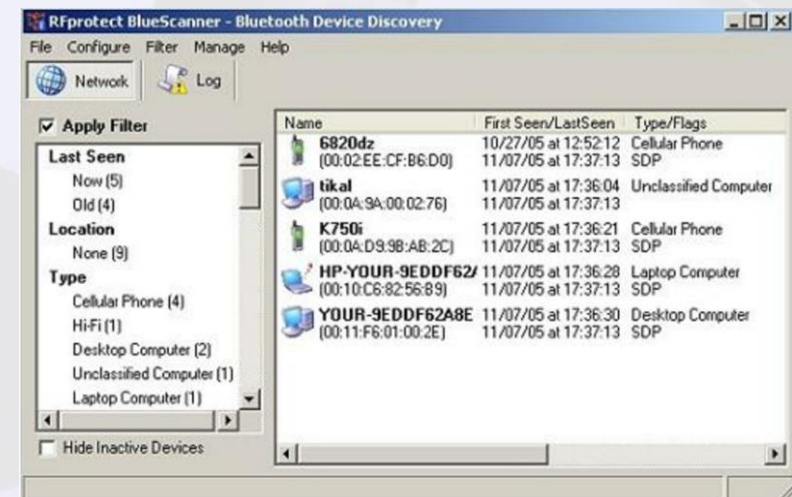 RFprotect BlueScanner - Bluetooth Device Discovery
File Configure Filter Manage Help
Network Log
Apply Filter
Last Seen
Now (5)
Old (4)
Location
None (9)
Type
Cellular Phone (4)
Hi-Fi (1)
Desktop Computer (2)
Unclassified Computer (1)
Laptop Computer (1)
Hide Inactive Devices
Name First Seen/LastSeen Type/Flags
6820dz 10/27/05 at 12:52:12 Cellular Phone
(00:02:EE:CF:B6:D0) 11/07/05 at 17:37:13 SDP
tikal 11/07/05 at 17:36:04 Unclassified Computer
(00:0A:9A:00:02:76) 11/07/05 at 17:37:13
K750i 11/07/05 at 17:36:21 Cellular Phone
(00:0A:D9:9B:AB:2C) 11/07/05 at 17:37:13 SDP
HP-YOUR-9EDDF62/ 11/07/05 at 17:36:28 Laptop Computer
(00:10:C6:82:56:B9) 11/07/05 at 17:37:13 SDP
YOUR-9EDDF62A8E 11/07/05 at 17:36:30 Desktop Computer
(00:11:F6:01:00:2E) 11/07/05 at 17:37:13 SDP